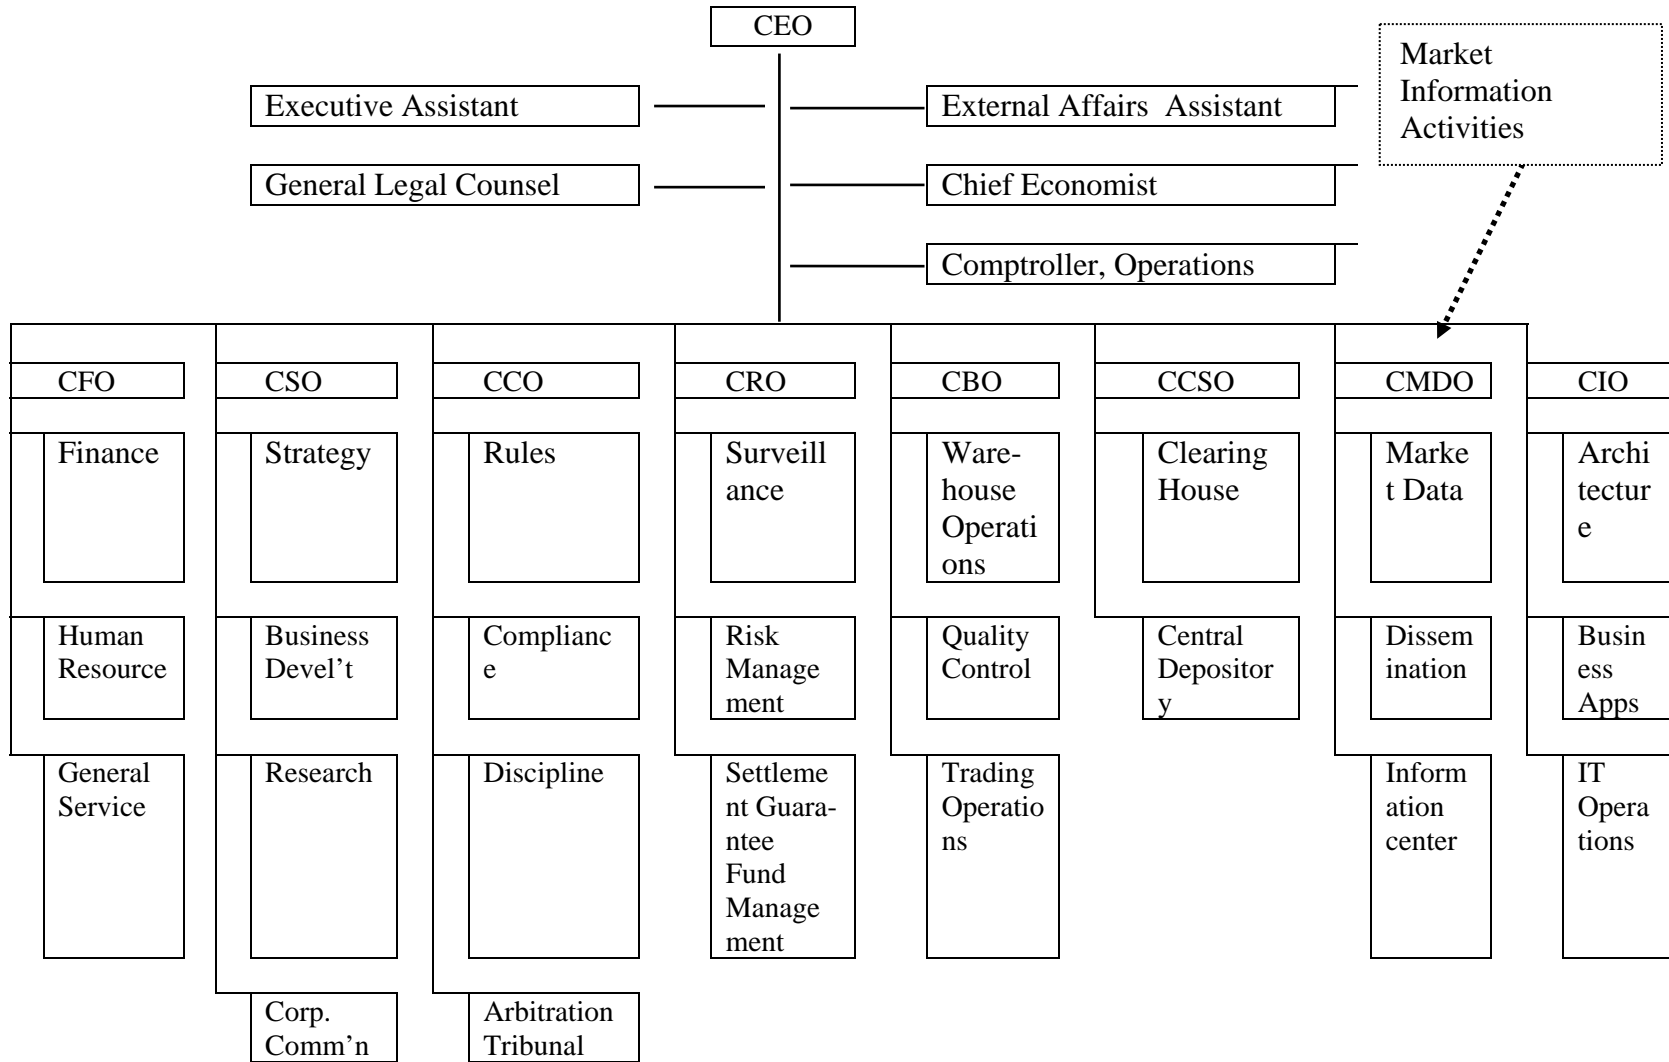 CEO
Market
Information
Activities
Executive Assistant
External Affairs Assistant
General Legal Counsel
Chief Economist
Comptroller, Operations
CFO
CSO
CCO
CRO
CBO
CCSO
CMDO
CIO
Finance
Strategy
Rules
Surveill
ance
Ware-
house
Operati
ons
Clearing
House
Marke
t Data
Archi
tectur
e
Human
Resource
Business
Devel’t
Complianc
e
Risk
Manage
ment
Quality
Control
Central
Depositor
y
Dissem
ination
Busin
ess
Apps
General
Service
Research
Discipline
Settleme
nt Guara-
ntee
Fund
Manage
ment
Trading
Operatio
ns
Inform
ation
center
IT
Opera
tions
Corp.
Comm’n
Arbitration
Tribunal